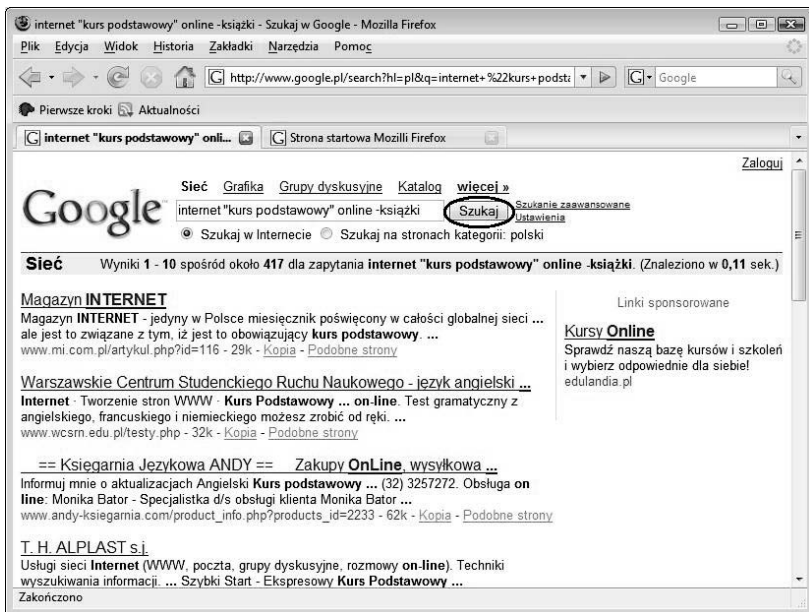 internet "kurs podstawowy" online -książki - Szukaj w Google - Mozilla Firefox
Plik Edycja Widok Historia Zakładki Narzędzia Pomoc
http://www.google.pl/search?hl=pl&q=internet+%22kurs+podsta Google
Pierwsze kroki Aktualności
internet "kurs podstawowy" onli... Strona startowa Mozilli Firefox
Zaloguj
Sieć Grafika Grupy dyskusyjne Katalog więcej »
Google internet "kurs podstawowy" online -książki Szukaj Szukanie zaawansowane
Ustawienia
Szukaj w Internecie Szukaj na stronach kategorii: polski
Sieć Wyniki 1 - 10 spośród około 417 dla zapytania internet "kurs podstawowy" online -książki. (Znaleziono w 0,11 sek.)
Magazyn INTERNET
Magazyn INTERNET - jedyny w Polsce miesięcznik poświęcony w całości globalnej sieci ...
ale jest to związane z tym, iż jest to obowiązujący kurs podstawowy. ...
www.mi.com.pl/artykul.php?id=116 - 29k - Kopia - Podobne strony
Warszawskie Centrum Studenckiego Ruchu Naukowego - język angielski ...
Internet · Tworzenie stron WWW · Kurs Podstawowy ... on-line. Test gramatyczny z
angielskiego, francuskiego i niemieckiego możesz zrobić od ręki. ...
www.wcsrn.edu.pl/testy.php - 32k - Kopia - Podobne strony
== Księgarnia Językowa ANDY == Zakupy OnLine, wysyłkowa ...
Informuj mnie o aktualizacjach Angielski Kurs podstawowy ... (32) 3257272. Obsługa on
line: Monika Bator - Specjalistka d/s obsługi klienta Monika Bator ...
www.andy-ksiegarnia.com/product_info.php?products_id=2233 - 62k - Kopia - Podobne strony
T. H. ALPLAST s.j.
Usługi sieci Internet (WWW, poczta, grupy dyskusyjne, rozmowy on-line). Techniki
wyszukiwania informacji. ... Szybki Start - Ekspresowy Kurs Podstawowy ...
Linki sponsorowane
Kursy Online
Sprawdź naszą bazę kursów i szkoleń
i wybierz odpowiednie dla siebie!
edulandia.pl
Zakończono